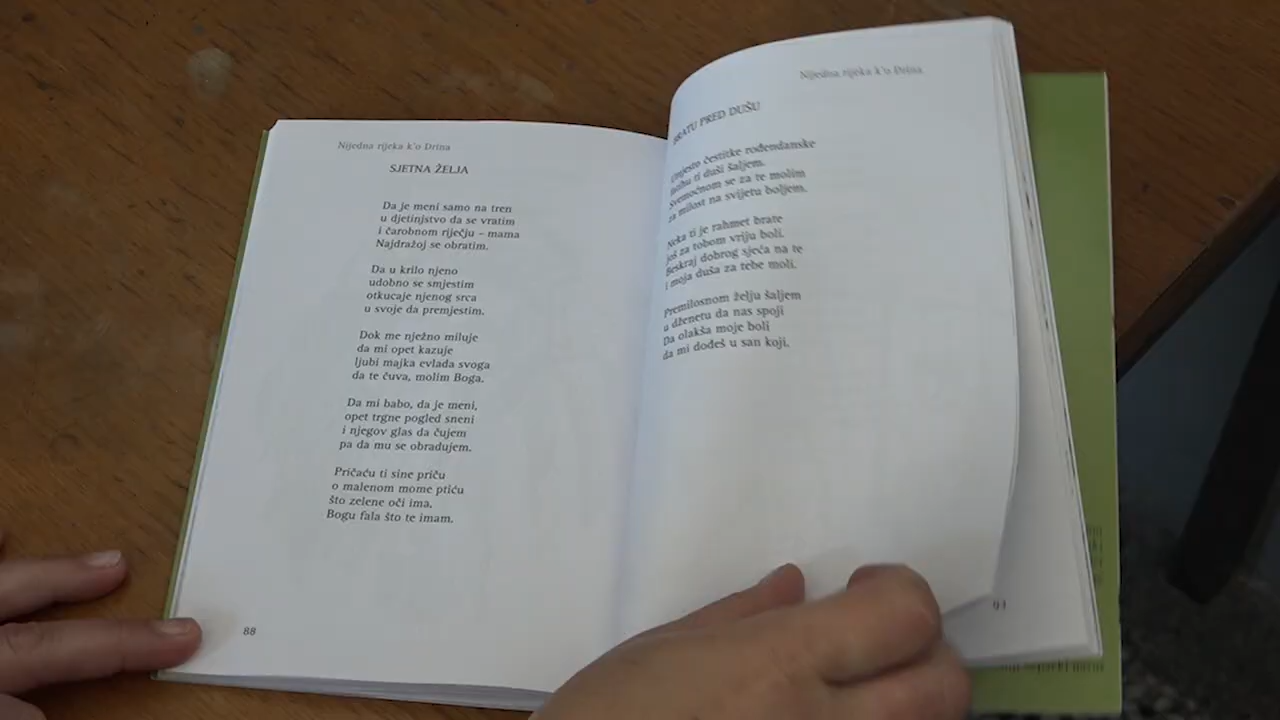 Nijedna rijeka k'o Drina
SJETNA ŽELJA
Da je meni samo na tren
u djetinjstvo da se vratim
i čarobnom riječju – mama
Najdražoj se obratim.
Da u krilo njeno
udobno se smjestim
otkucaje njenog srca
u svoje da premjestim.
Dok me nježno miluje
da mi opet kazuje
ljubi majka evlada svoga
da te čuva, molim Boga.
Da mi babo, da je meni,
opet trgne pogled sneni
i njegov glas da čujem
pa da mu se obradujem.
Pričaću ti sine priču
o malenom mome ptiću
što zelene oči ima,
Bogu fala što te imam.
88
Nijedna rijeka k'o Drina
BRATU PRED DUŠU
Umjesto čestitke rođendanske
fatihu ti duši šaljem.
Svemoćnom se za te molim
za milost na svijetu boljem.
Neka ti je rahmet brate
još za tobom vriju boli.
Beskraj dobrog sjeća na te
i moja duša za tebe moli.
Premilosnom želju šaljem
u dženetu da nas spoji
Da olakša moje boli
da mi dođeš u san koji.
91